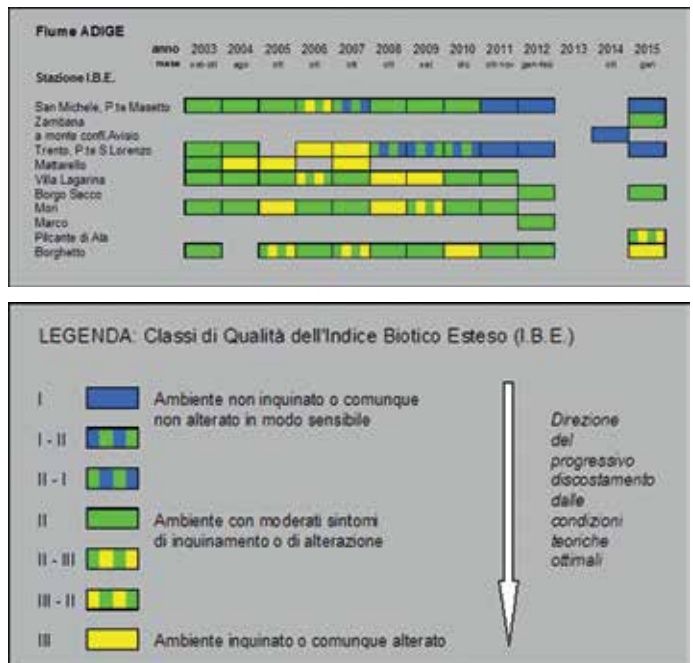 Fiume ADIGE
anno 2003 2004 2005 2006 2007 2008 2009 2010 2011 2012 2013 2014 2015
mese set-ott ago ott ott ott ott set dic ott-nov gen-feb ott gen
Stazione I.B.E.
San Michele, P.te Masetto
Zambana
a monte confl.Avisio
Trento, P.te S.Lorenzo
Mattarello
Villa Lagarina
Borgo Sacco
Mori
Marco
Pilcante di Ala
Borghetto
LEGENDA: Classi di Qualità dell'Indice Biotico Esteso (I.B.E.)
I Ambiente non inquinato o comunque
non alterato in modo sensibile
I - II
II - I
II Ambiente con moderati sintomi
di inquinamento o di alterazione
II - III
III - II
III Ambiente inquinato o comunque alterato
Direzione
del
progressivo
discostamento
dalle
condizioni
teoriche
ottimali